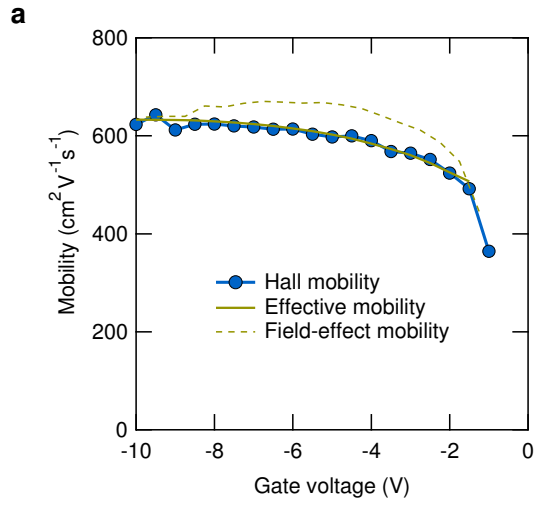 a
800
600
400
200
0
Mobility (cm²V⁻¹s⁻¹)
Hall mobility
Effective mobility
Field-effect mobility
-10 -8 -6 -4 -2 0
Gate voltage (V)